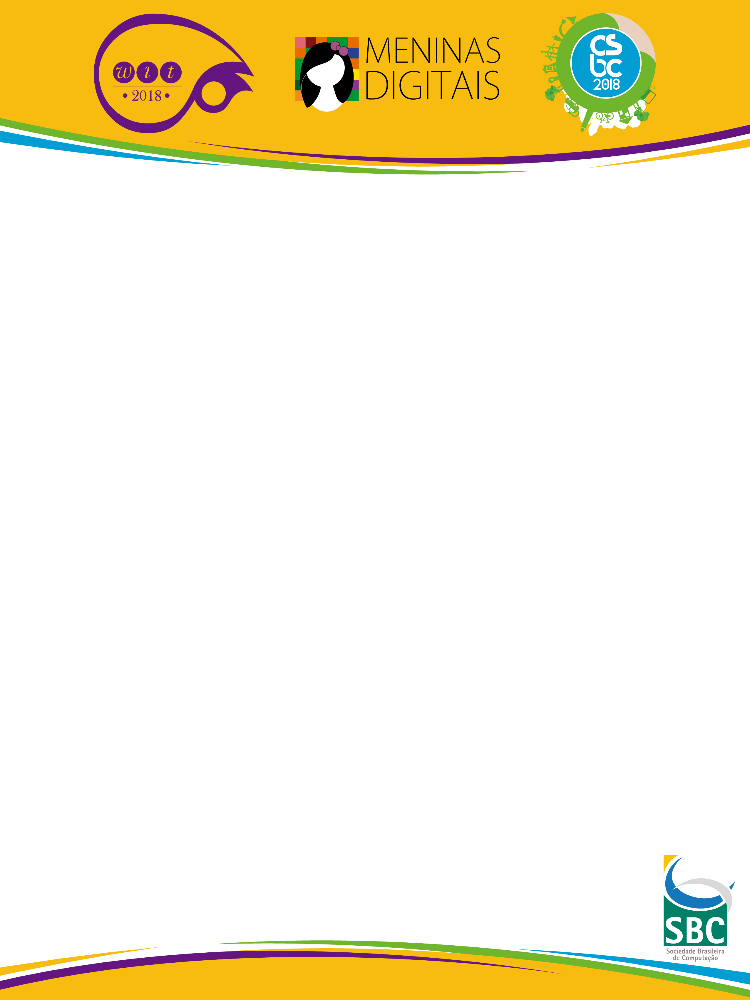 wit
• 2018 •
MENINAS
DIGITAIS
cs
bc
2018
SBC
Sociedade Brasileira
de Computação